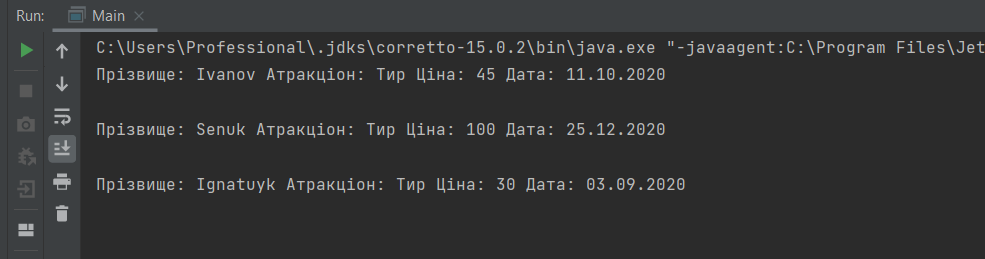 Run: Main
C:\Users\Professional\.jdks\corretto-15.0.2\bin\java.exe "-javaagent:C:\Program Files\Jet
Прізвище: Ivanov Атракціон: Тир Ціна: 45 Дата: 11.10.2020
Прізвище: Senuk Атракціон: Тир Ціна: 100 Дата: 25.12.2020
Прізвище: Ignatuyk Атракціон: Тир Ціна: 30 Дата: 03.09.2020